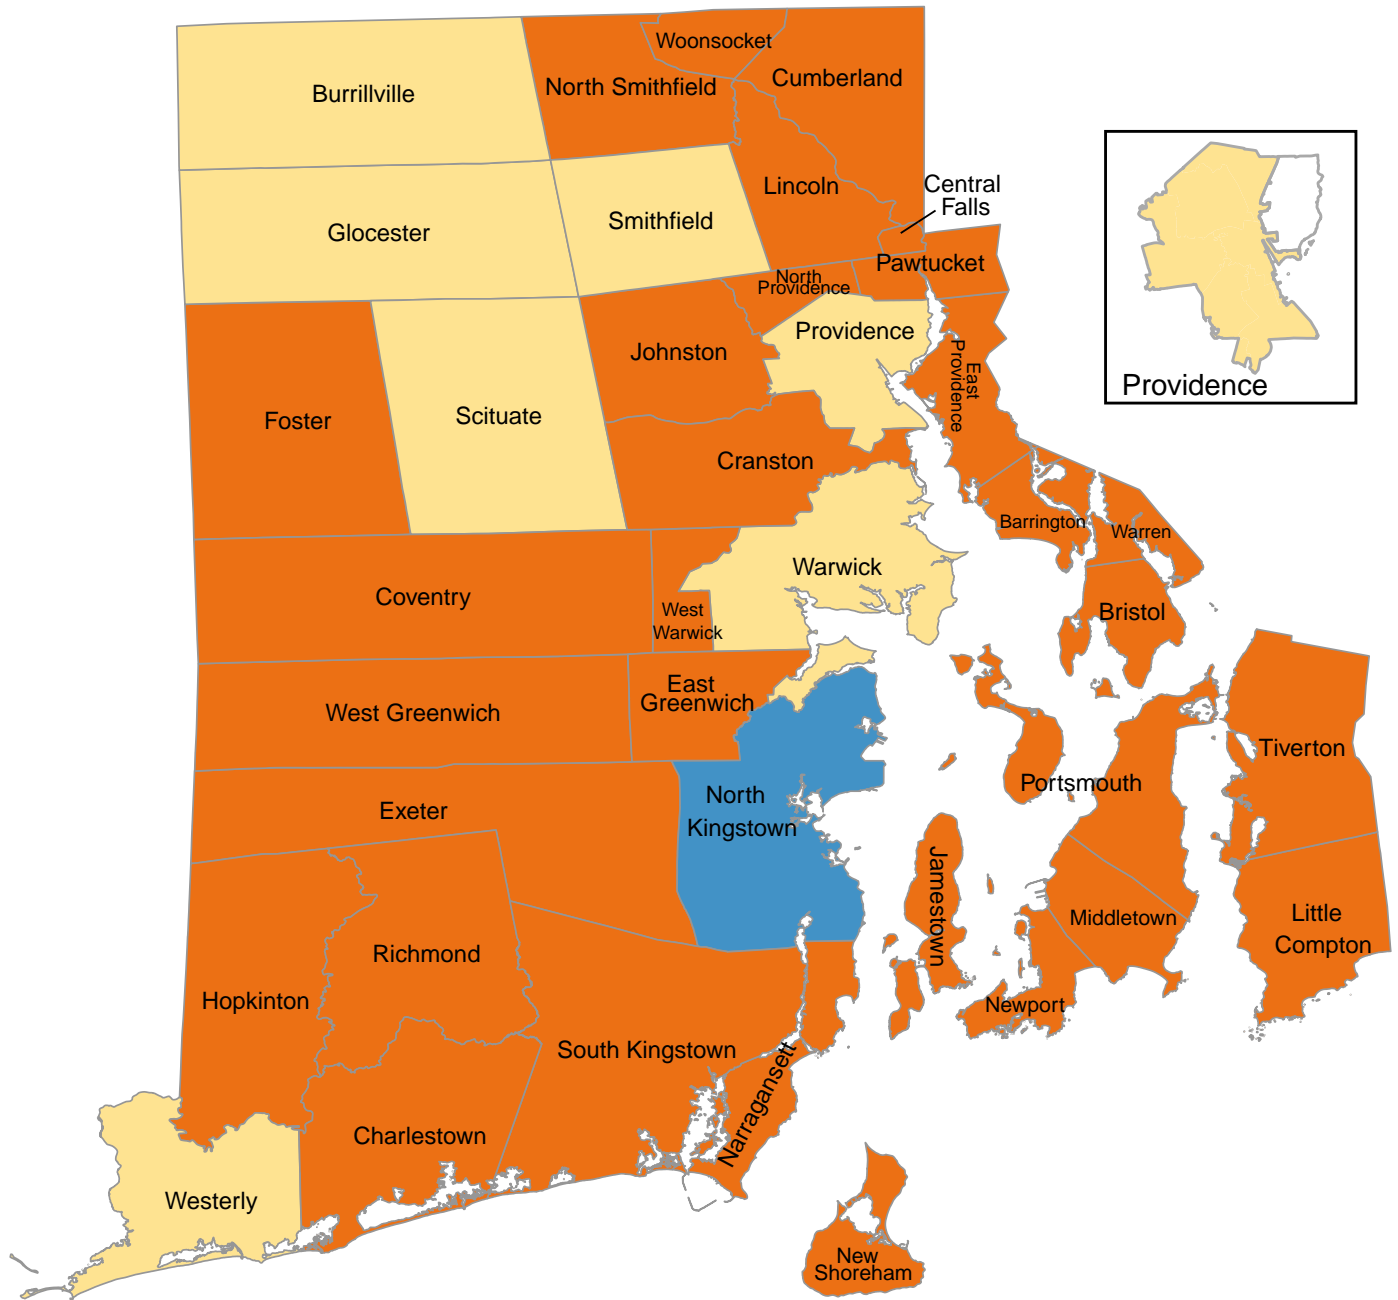 Woonsocket
Cumberland
North Smithfield
Burrillville
Lincoln
Central
Falls
Smithfield
Glocester
Pawtucket
North
Providence
Providence
Johnston
East
Providence
Providence
Foster
Scituate
Cranston
Barrington
Warren
Warwick
Coventry
West
Warwick
Bristol
East
Greenwich
West Greenwich
Tiverton
Portsmouth
North
Kingstown
Exeter
Jamestown
Middletown
Little
Compton
Richmond
Hopkinton
Newport
South Kingstown
Narragansett
Charlestown
Westerly
New
Shoreham